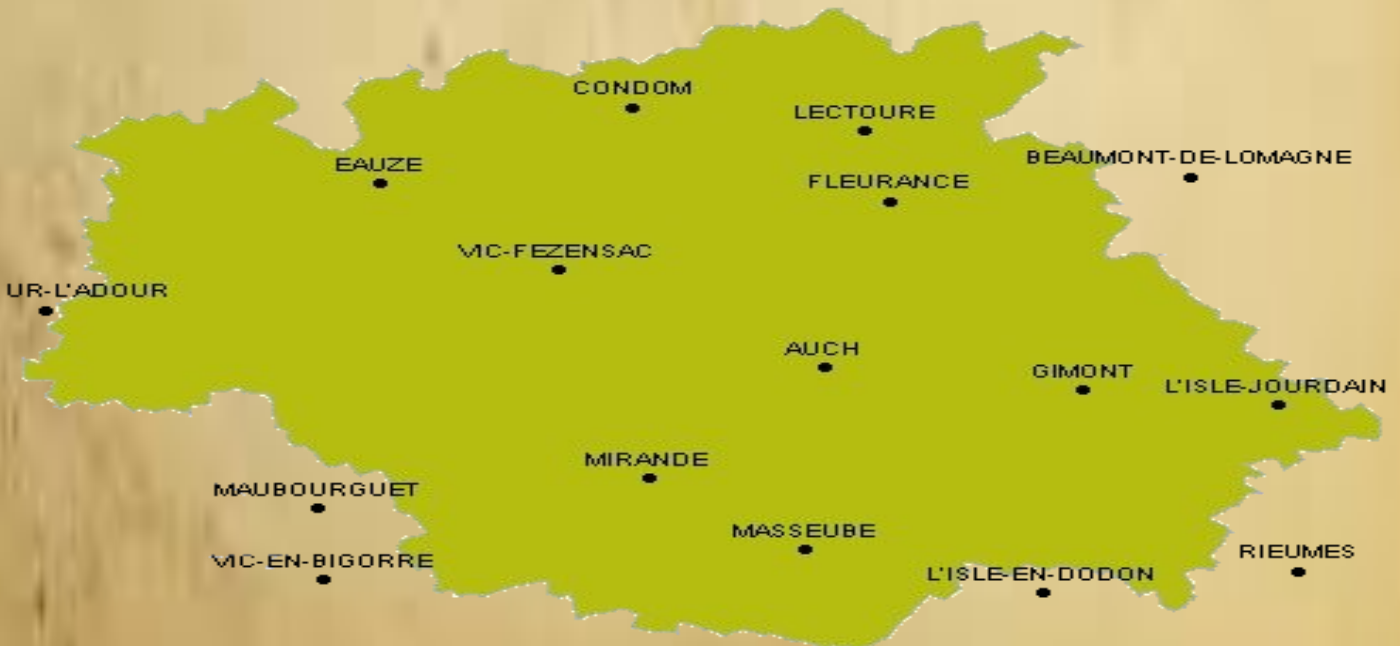 CONDOM
LECTOURE
BEAUMONT-DE-LOMAGNE
EAUZE
FLEURANCE
VIC-FEZENSAC
UR-L'ADOUR
AUCH
GIMONT
L'ISLE-JOURDAIN
MIRANDE
MAUBOURGUET
MASSEUBE
RIEUMES
VIC-EN-BIGORRE
L'ISLE-EN-DODON